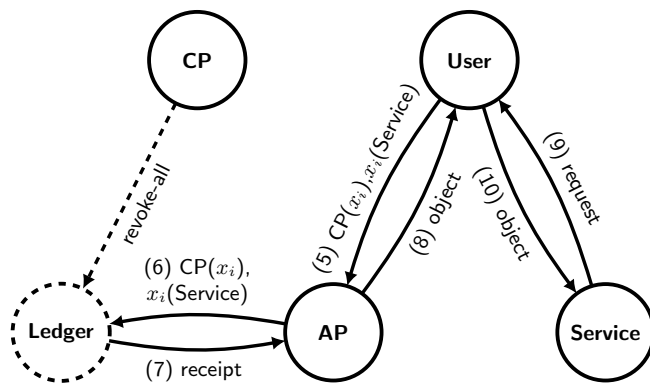 CP
User
revoke-all
(5) CP(xᵢ),xᵢ(Service)
(8) object
(10) object
(9) request
(6) CP(xᵢ),
xᵢ(Service)
Ledger
AP
Service
(7) receipt